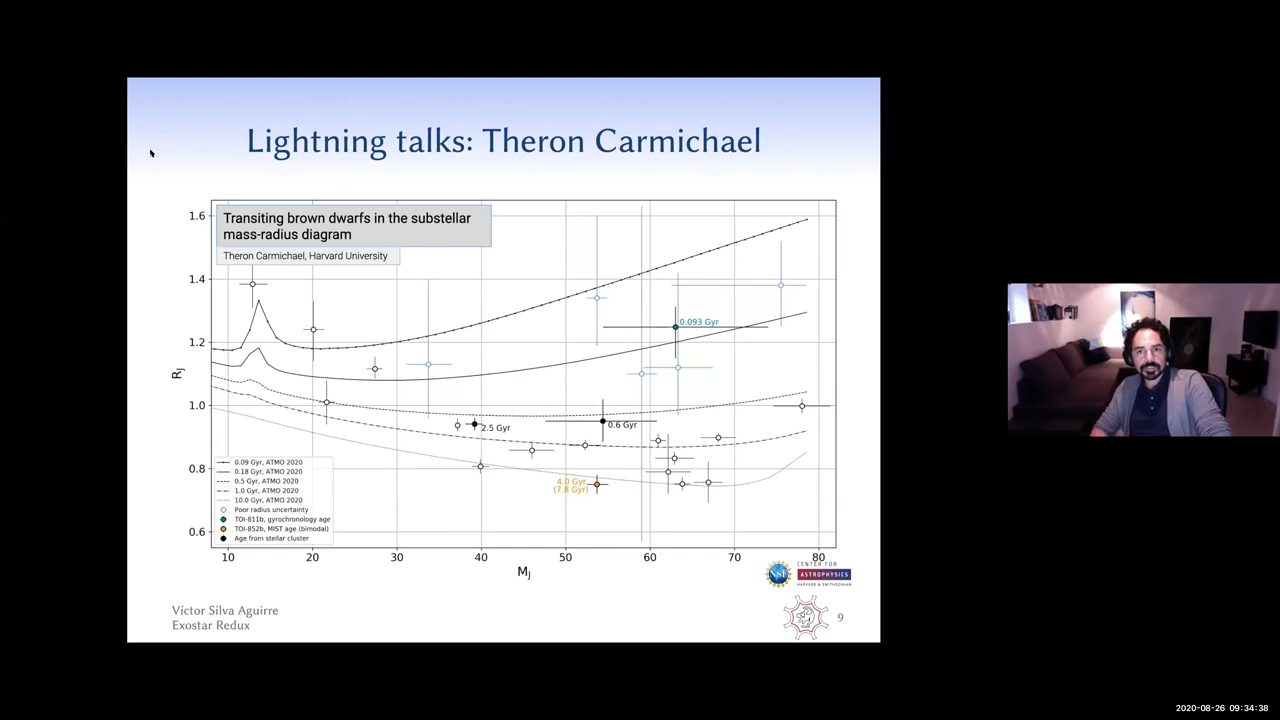 Lightning talks: Theron Carmichael
Transiting brown dwarfs in the substellar
mass-radius diagram
Theron Carmichael, Harvard University
1.6
1.4
1.2
1.0
0.8
0.6
RJ
0.093 Gyr
2.5 Gyr
0.6 Gyr
4.0 Gyr
(7.8 Gyr)
0.09 Gyr, ATMO 2020
0.18 Gyr, ATMO 2020
0.5 Gyr, ATMO 2020
1.0 Gyr, ATMO 2020
10.0 Gyr, ATMO 2020
Poor radius uncertainty
TOI-811b, gyrochronology age
TOI-852b, MIST age (bimodal)
Age from stellar cluster
10 20 30 40 50 60 70 80
MJ
NSF
CENTER FOR
ASTROPHYSICS
HARVARD & SMITHSONIAN
Víctor Silva Aguirre
Exostar Redux
9
2020-08-26 09:34:38